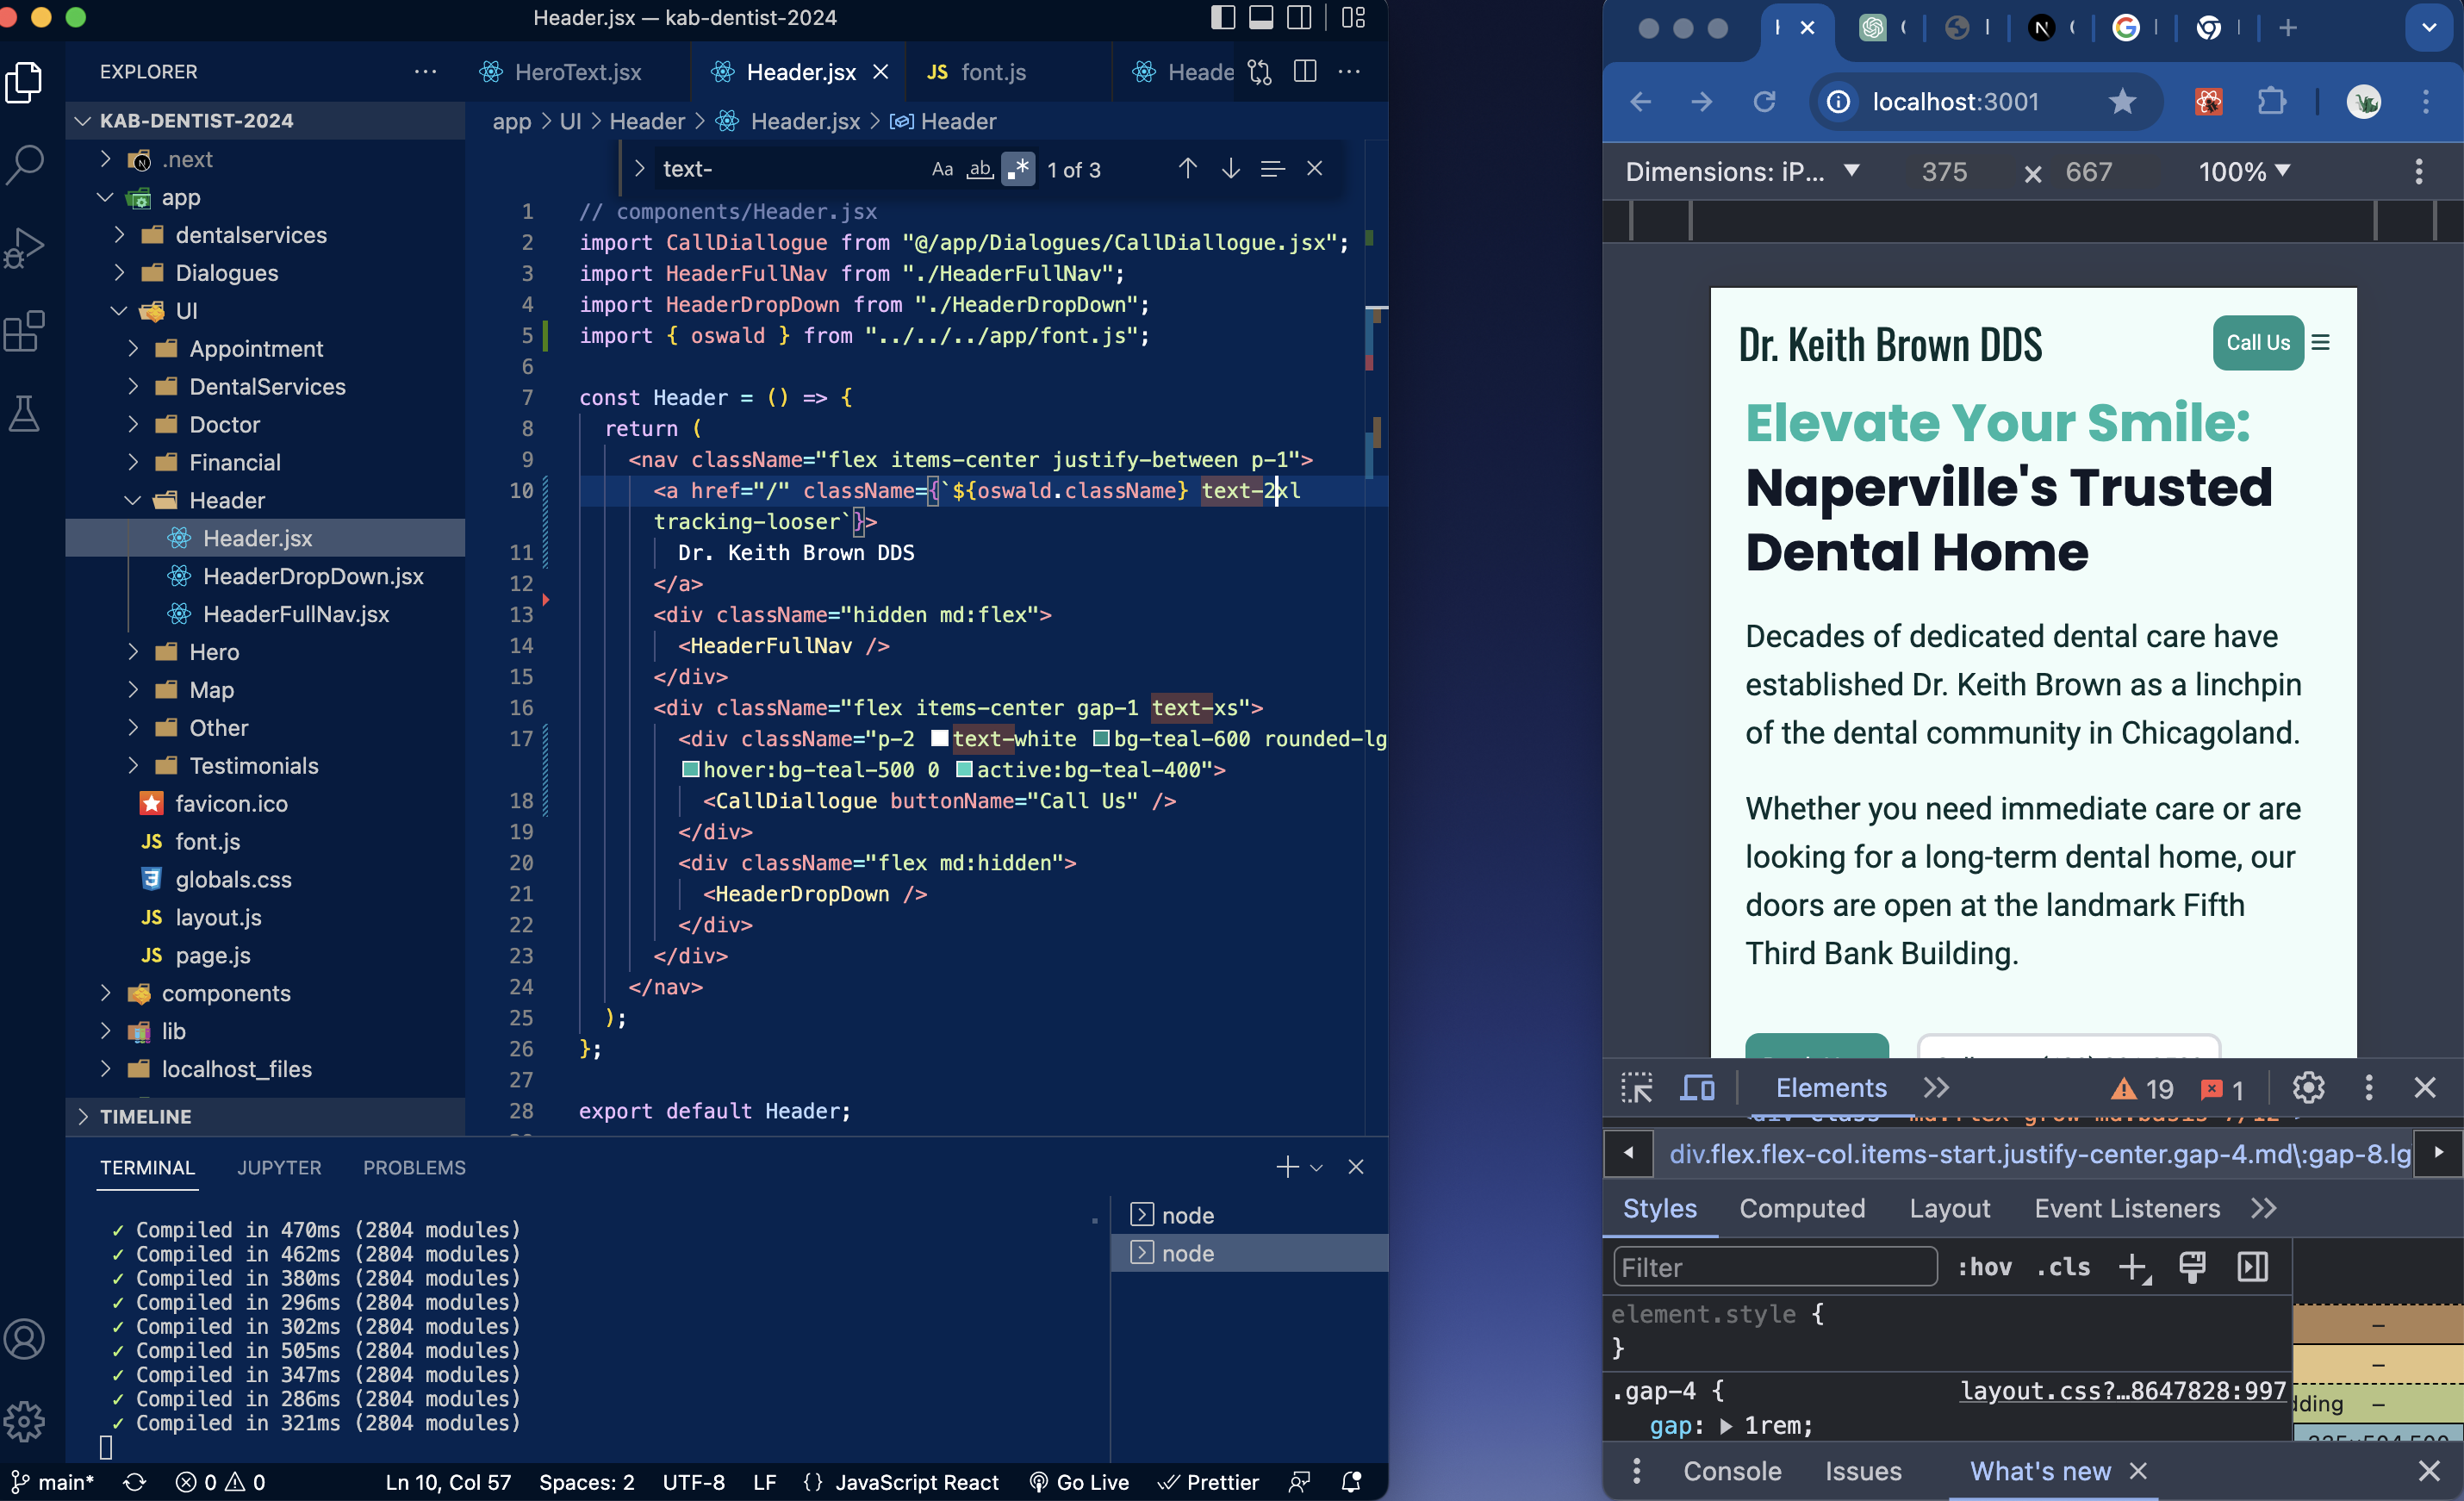 Header.jsx — kab-dentist-2024
EXPLORER
KAB-DENTIST-2024
.next
app
dentalservices
Dialogues
UI
Appointment
DentalServices
Doctor
Financial
Header
Header.jsx
HeaderDropDown.jsx
HeaderFullNav.jsx
Hero
Map
Other
Testimonials
favicon.ico
JS font.js
globals.css
JS layout.js
JS page.js
components
lib
localhost_files
TIMELINE
HeroText.jsx Header.jsx JS font.js Heade
app > UI > Header > Header.jsx > Header
text- Aa ab 1 of 3
1 // components/Header.jsx
2 import CallDiallogue from "@/app/Dialogues/CallDiallogue.jsx";
3 import HeaderFullNav from "./HeaderFullNav";
4 import HeaderDropDown from "./HeaderDropDown";
5 import { oswald } from "../../../app/font.js";
6
7 const Header = () => {
8 return (
9 <nav className="flex items-center justify-between p-1">
10 <a href="/" className={`${oswald.className} text-2xl
tracking-looser`}>
11 Dr. Keith Brown DDS
12 </a>
13 <div className="hidden md:flex">
14 <HeaderFullNav />
15 </div>
16 <div className="flex items-center gap-1 text-xs">
17 <div className="p-2 text-white bg-teal-600 rounded-lg
hover:bg-teal-500 0 active:bg-teal-400">
18 <CallDiallogue buttonName="Call Us" />
19 </div>
20 <div className="flex md:hidden">
21 <HeaderDropDown />
22 </div>
23 </div>
24 </nav>
25 );
26 };
27
28 export default Header;
TERMINAL JUPYTER PROBLEMS
✓ Compiled in 470ms (2804 modules)
✓ Compiled in 462ms (2804 modules)
✓ Compiled in 380ms (2804 modules)
✓ Compiled in 296ms (2804 modules)
✓ Compiled in 302ms (2804 modules)
✓ Compiled in 505ms (2804 modules)
✓ Compiled in 347ms (2804 modules)
✓ Compiled in 286ms (2804 modules)
✓ Compiled in 321ms (2804 modules)
node
node
main* 0 0 Ln 10, Col 57 Spaces: 2 UTF-8 LF {} JavaScript React Go Live Prettier
localhost:3001
Dimensions: iP... 375 × 667 100%
Dr. Keith Brown DDS
Call Us
Elevate Your Smile:
Naperville's Trusted
Dental Home
Decades of dedicated dental care have
established Dr. Keith Brown as a linchpin
of the dental community in Chicagoland.
Whether you need immediate care or are
looking for a long-term dental home, our
doors are open at the landmark Fifth
Third Bank Building.
Elements 19 1
div.flex.flex-col.items-start.justify-center.gap-4.md\:gap-8.lg
Styles Computed Layout Event Listeners
Filter :hov .cls
element.style {
}
.gap-4 { layout.css?…8647828:997
gap: 1rem;
dding –
–
–
Console Issues What's new